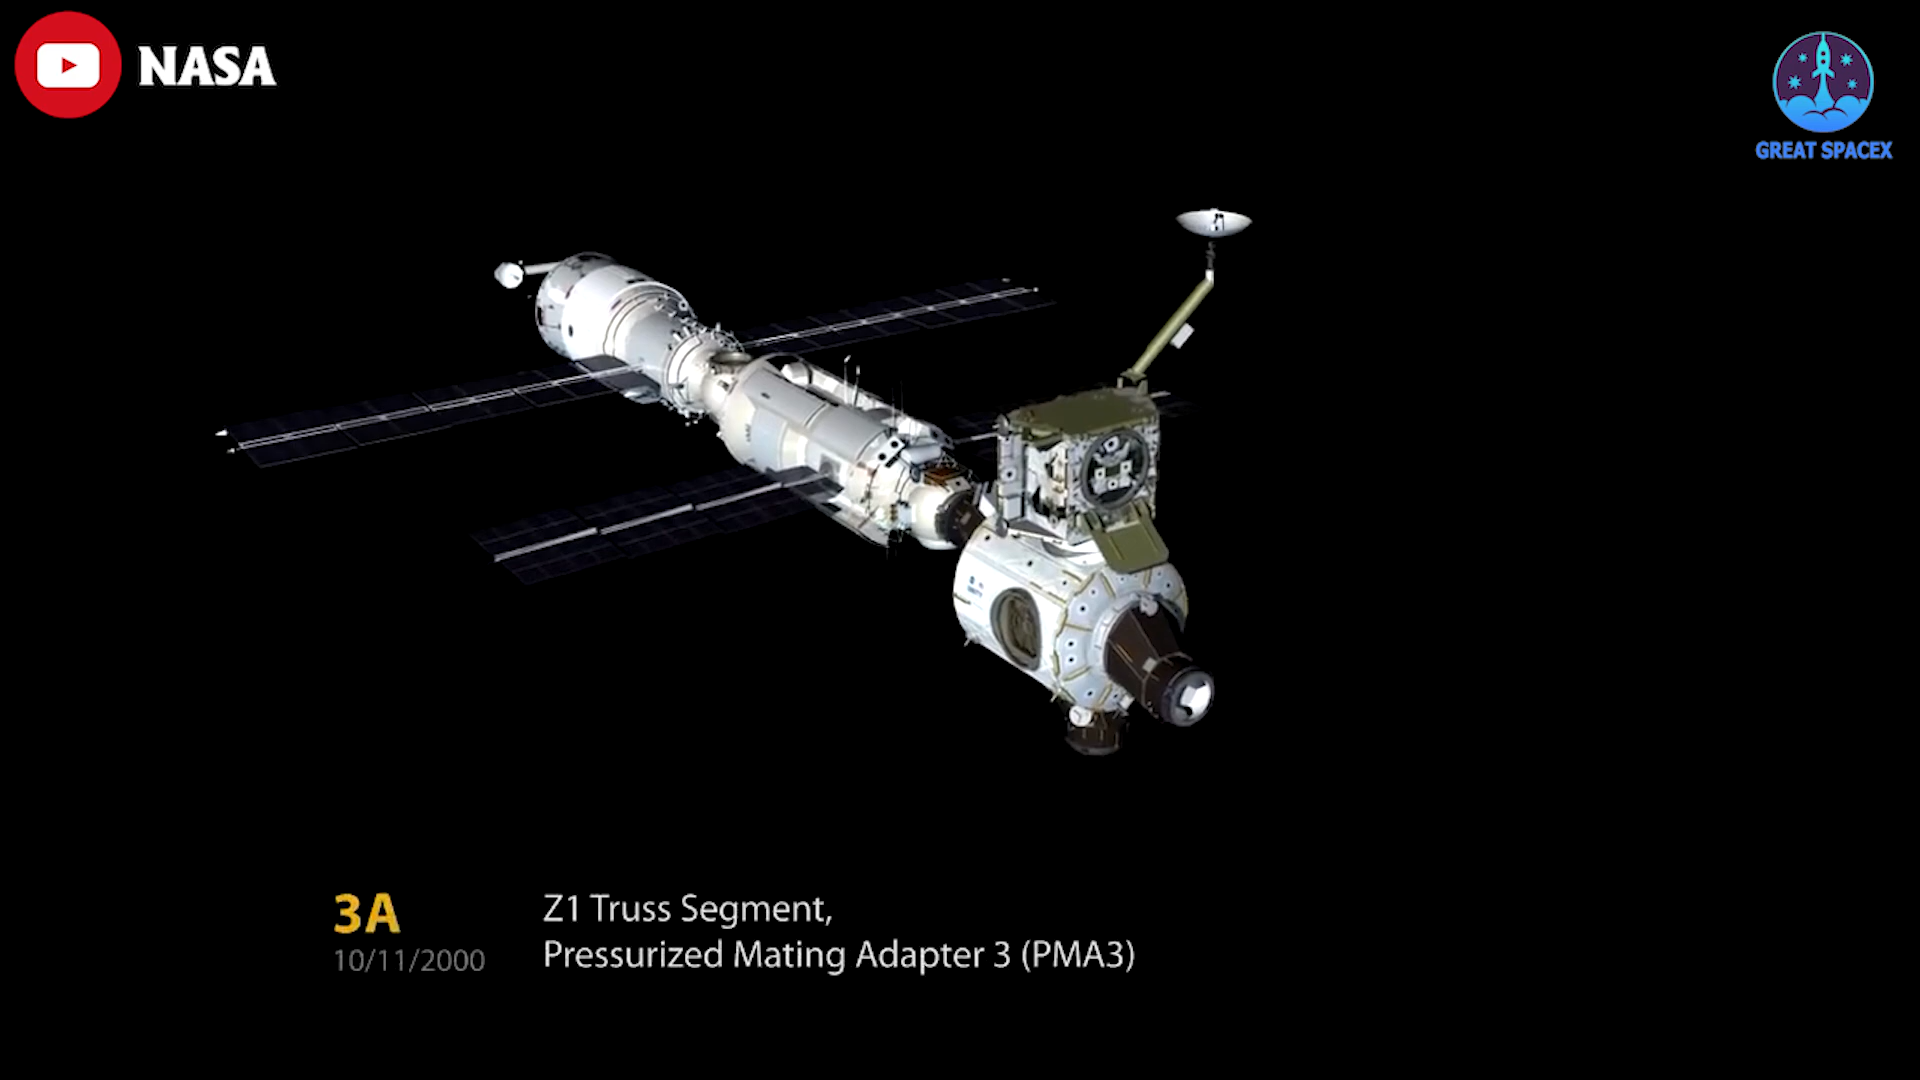 NASA
GREAT SPACEX
3A
10/11/2000
Z1 Truss Segment,
Pressurized Mating Adapter 3 (PMA3)